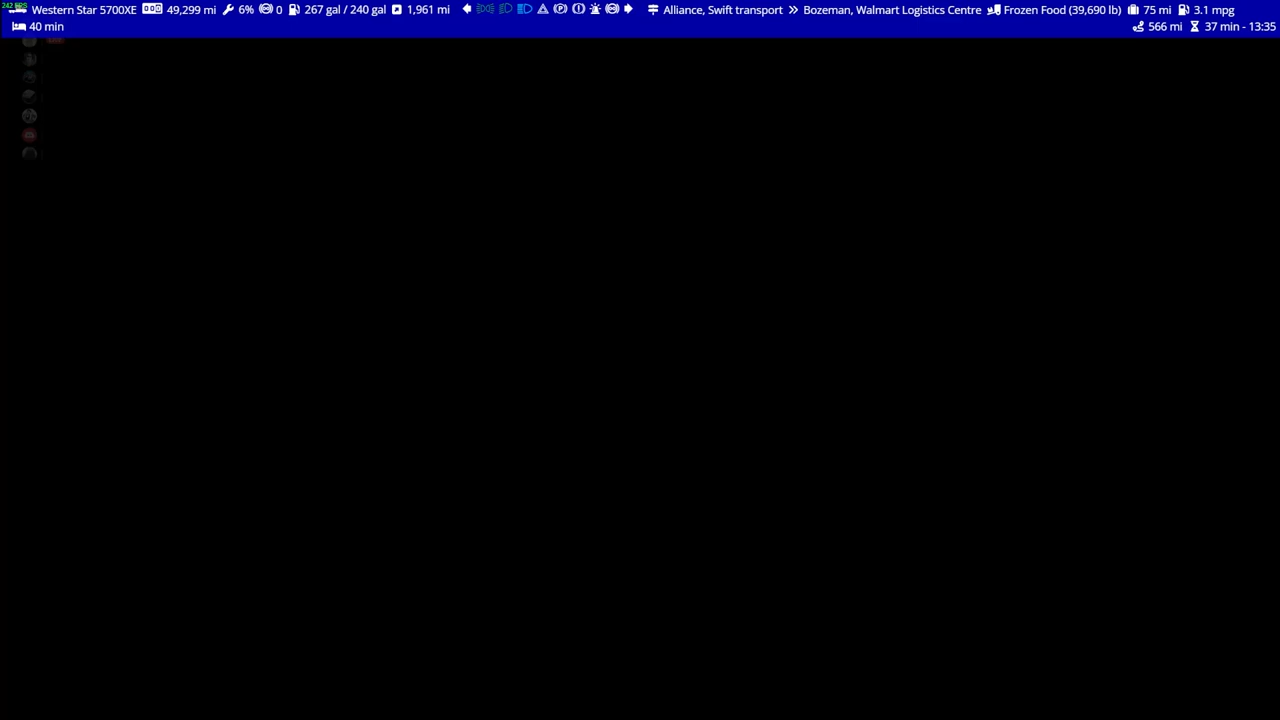 242 FPS
Western Star 5700XE 49,299 mi 6% 0 267 gal / 240 gal 1,961 mi Alliance, Swift transport Bozeman, Walmart Logistics Centre Frozen Food (39,690 lb) 75 mi 3.1 mpg
40 min 566 mi 37 min - 13:35